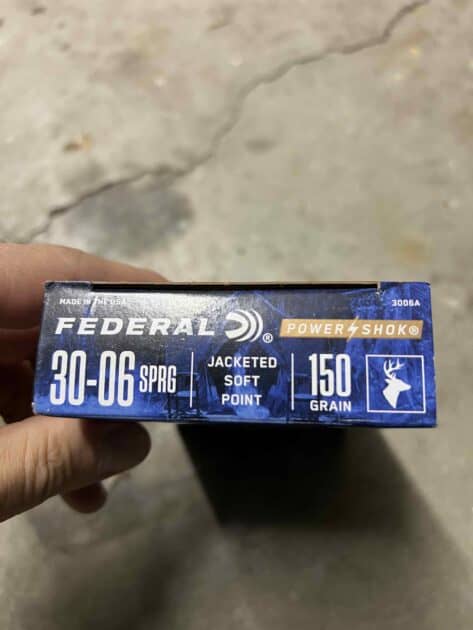 MADE IN THE USA 3006A
FEDERAL® POWER SHOK®
30-06 SPRG
JACKETED
SOFT
POINT
150
GRAIN